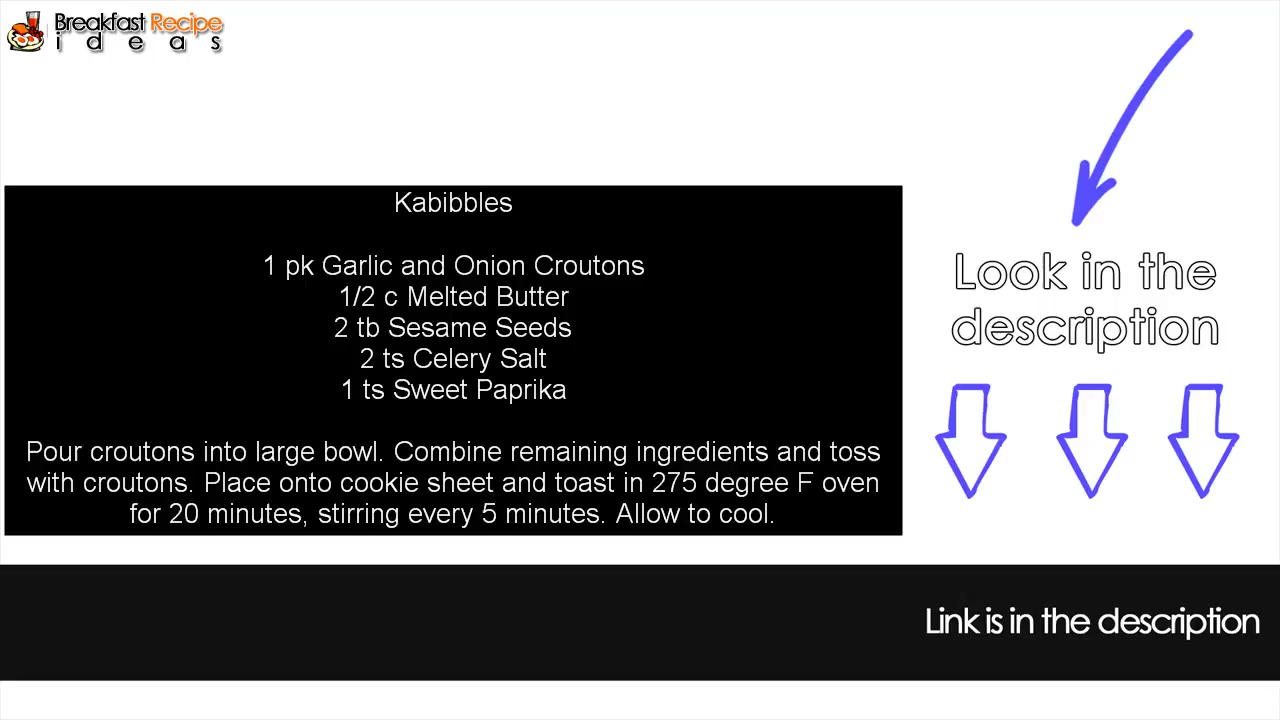 Breakfast Recipe
ideas
Kabibbles
1 pk Garlic and Onion Croutons
1/2 c Melted Butter
2 tb Sesame Seeds
2 ts Celery Salt
1 ts Sweet Paprika
Pour croutons into large bowl. Combine remaining ingredients and toss
with croutons. Place onto cookie sheet and toast in 275 degree F oven
for 20 minutes, stirring every 5 minutes. Allow to cool.
Look in the
description
Link is in the description